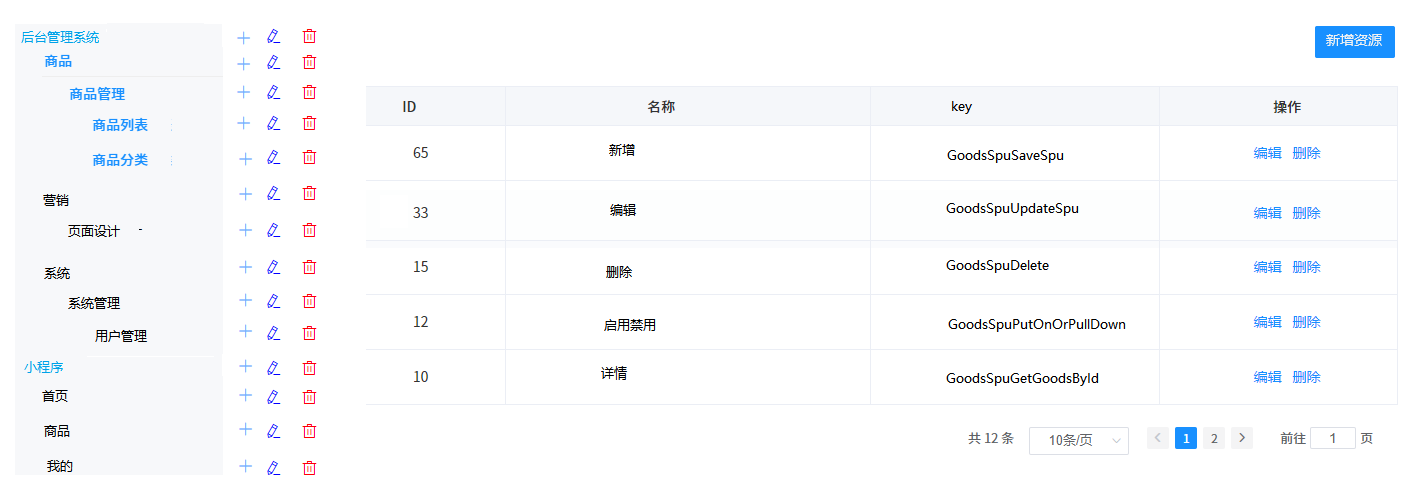 后台管理系统
商品
商品管理
商品列表
商品分类
营销
页面设计 -
系统
系统管理
用户管理
小程序
首页
商品
我的
新增资源
ID 名称 key 操作
65 新增 GoodsSpuSaveSpu 编辑 删除
33 编辑 GoodsSpuUpdateSpu 编辑 删除
15 删除 GoodsSpuDelete 编辑 删除
12 启用禁用 GoodsSpuPutOnOrPullDown 编辑 删除
10 详情 GoodsSpuGetGoodsById 编辑 删除
共 12 条 10条/页 1 2 前往 1 页